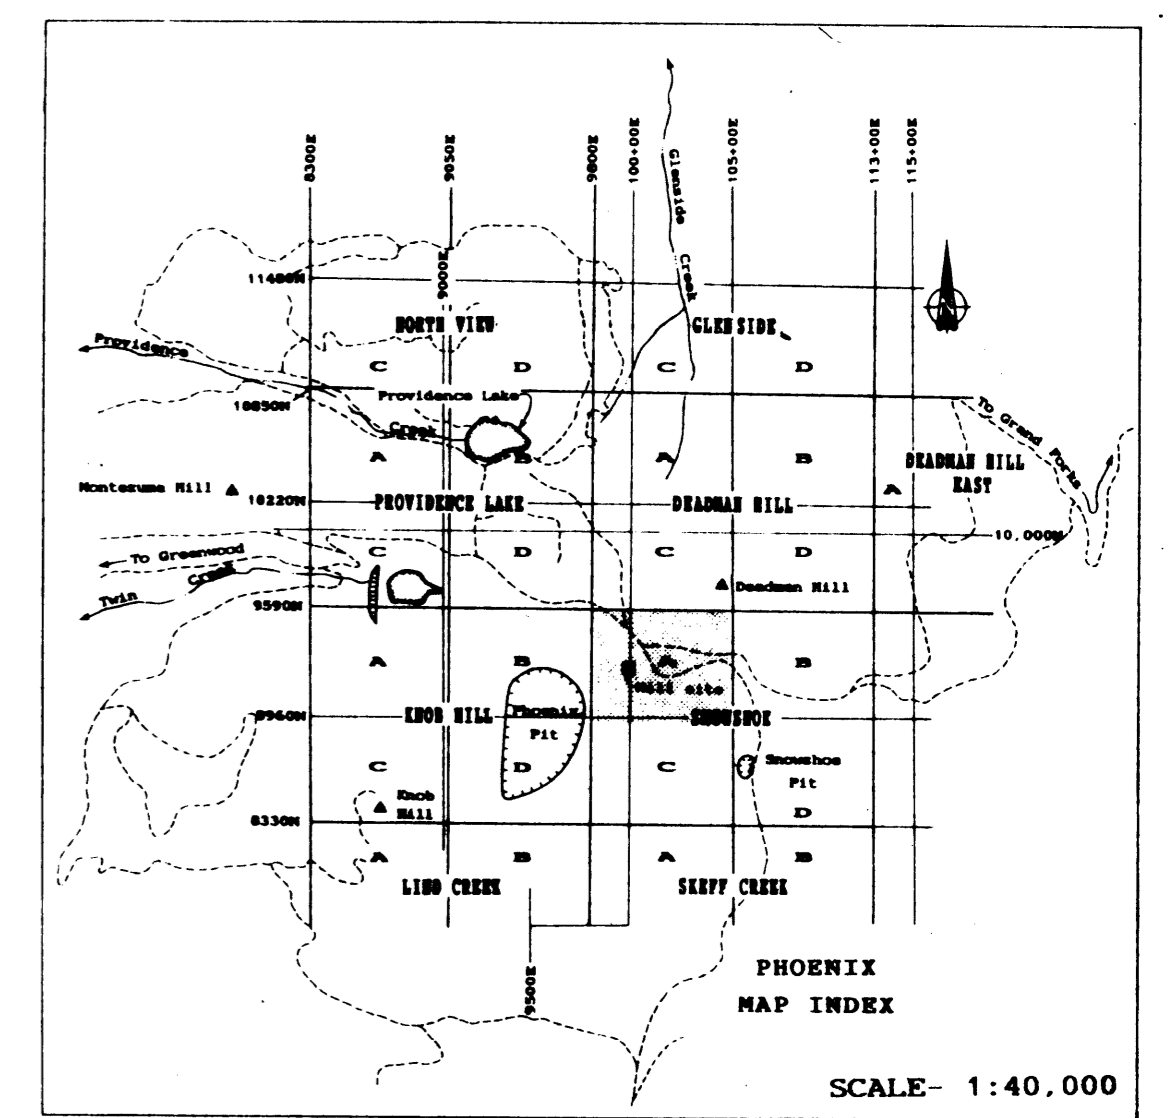 8300E
9050E
9800E
100+00E
105+00E
113+00E
115+00E
Glenside
Creek
9000E
11480N
NORTH VIEW
GLENSIDE
Providence
C
D
C
D
Providence Lake
10850N
To Grand Forks
Creek
A
B
A
B
DEADMAN HILL
EAST
A
Montezuma Hill
10220N
PROVIDENCE LAKE
DEADMAN HILL
10,000N
To Greenwood
C
D
C
D
Creek
Deadman Hill
Twin
9590N
A
B
A
B
Mill site
8960N
KNOB HILL
Phoenix
Pit
SNOWSHOE
C
D
C
Snowshoe
Pit
Knob
Hill
D
8330N
A
B
A
B
LIND CREEK
SKEFF CREEK
9500E
PHOENIX
MAP INDEX
SCALE- 1:40,000